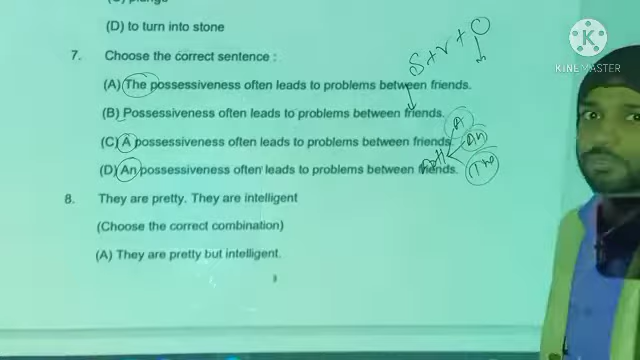 (D) to turn into stone
7. Choose the correct sentence :
S + v + O
KINEMASTER
(A) The possessiveness often leads to problems between friends.
(B) Possessiveness often leads to problems between friends.
A
(C) A possessiveness often leads to problems between friends.
An
(D) An possessiveness often leads to problems between friends.
The
8. They are pretty. They are intelligent
(Choose the correct combination)
(A) They are pretty but intelligent.